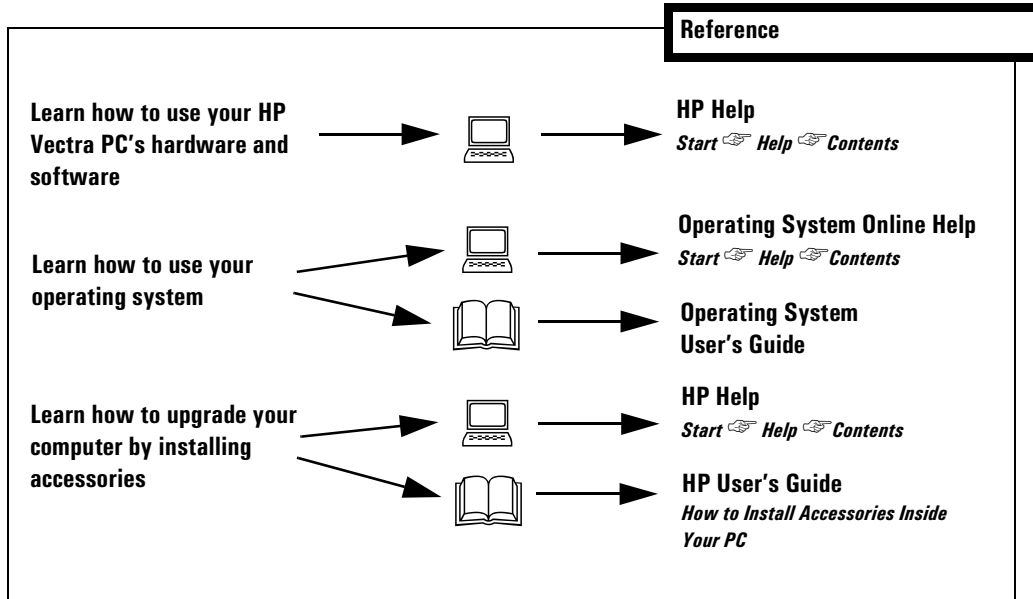 Reference
Learn how to use your HP
Vectra PC's hardware and
software
HP Help
Start ☞ Help ☞ Contents
Learn how to use your
operating system
Operating System Online Help
Start ☞ Help ☞ Contents
Operating System
User's Guide
Learn how to upgrade your
computer by installing
accessories
HP Help
Start ☞ Help ☞ Contents
HP User's Guide
How to Install Accessories Inside
Your PC